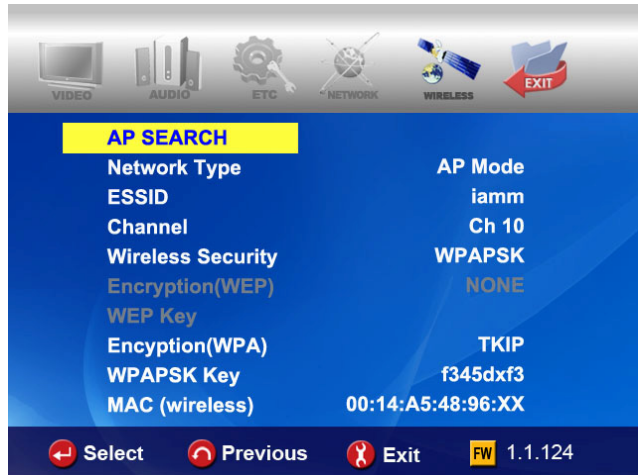 VIDEO AUDIO ETC NETWORK WIRELESS EXIT
AP SEARCH
Network Type AP Mode
ESSID iamm
Channel Ch 10
Wireless Security WPAPSK
Encryption(WEP) NONE
WEP Key
Encyption(WPA) TKIP
WPAPSK Key f345dxf3
MAC (wireless) 00:14:A5:48:96:XX
Select Previous Exit FW 1.1.124